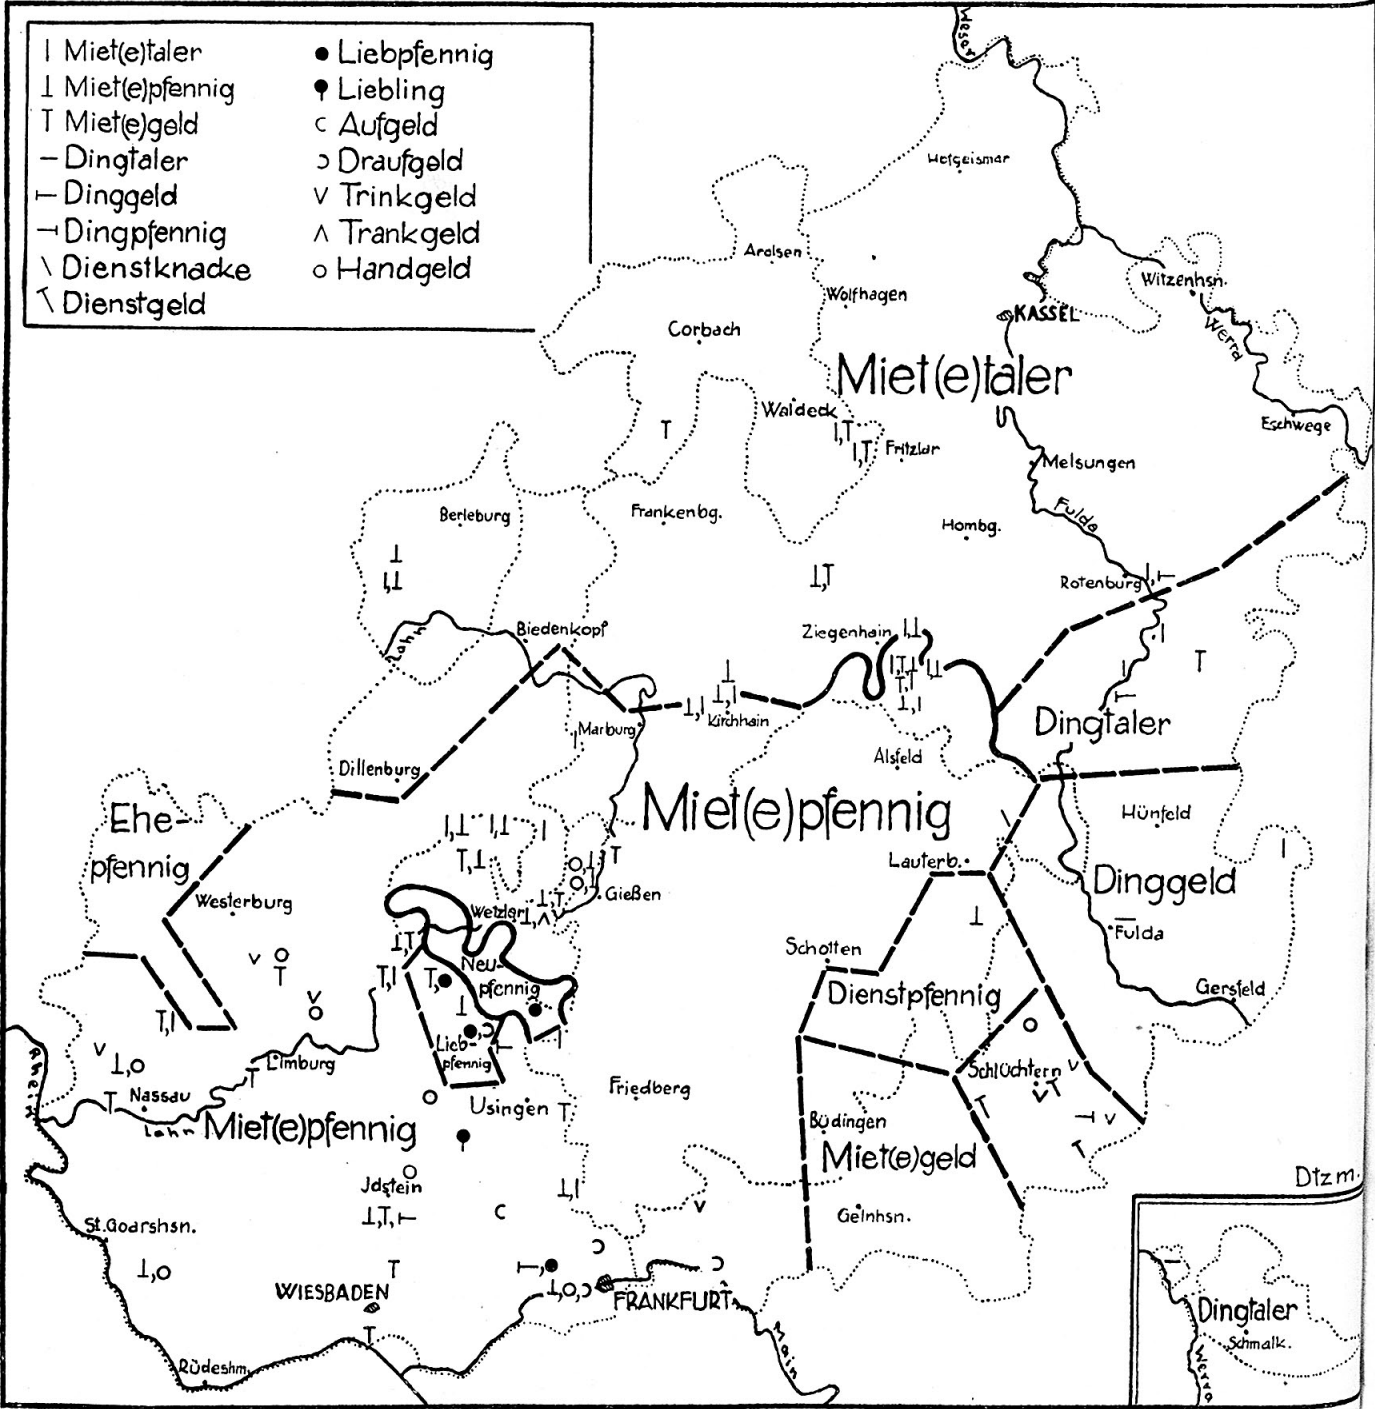 | Miet(e)taler
⊥ Miet(e)pfennig
T Miet(e)geld
– Dingtaler
⊢ Dinggeld
⊣ Dingpfennig
\ Dienstknacke
Dienstgeld
Liebpfennig
Liebling
c Aufgeld
ɔ Draufgeld
v Trinkgeld
ʌ Trankgeld
o Handgeld
Weser
Hofgeismar
Arolsen
Wolfhagen
Witzenhsn.
KASSEL
Werra
Corbach
Miet(e)taler
Waldeck
Eschwege
Fritzlar
Melsungen
Berleburg
Frankenbg.
Fulda
Hombg.
Rotenburg
Lahn
Biedenkopf
Ziegenhain
Kirchhain
Marburg
Dingtaler
Alsfeld
Dillenburg
Ehe-
pfennig
Miet(e)pfennig
Hünfeld
Lauterb.
Dinggeld
Westerburg
Gießen
Wetzlar
Fulda
Schotten
Neu-
pfennig
Dienstpfennig
Gersfeld
Lieb-
pfennig
Rhein
Limburg
Schlüchtern
Nassau
Friedberg
Usingen
Lahn
Miet(e)pfennig
Büdingen
Miet(e)geld
Jdstein
Dtzm.
St.Goarshsn.
Gelnhsn.
WIESBADEN
FRANKFURT
Main
Rüdeshm.
Dingtaler
Schmalk.
Werra